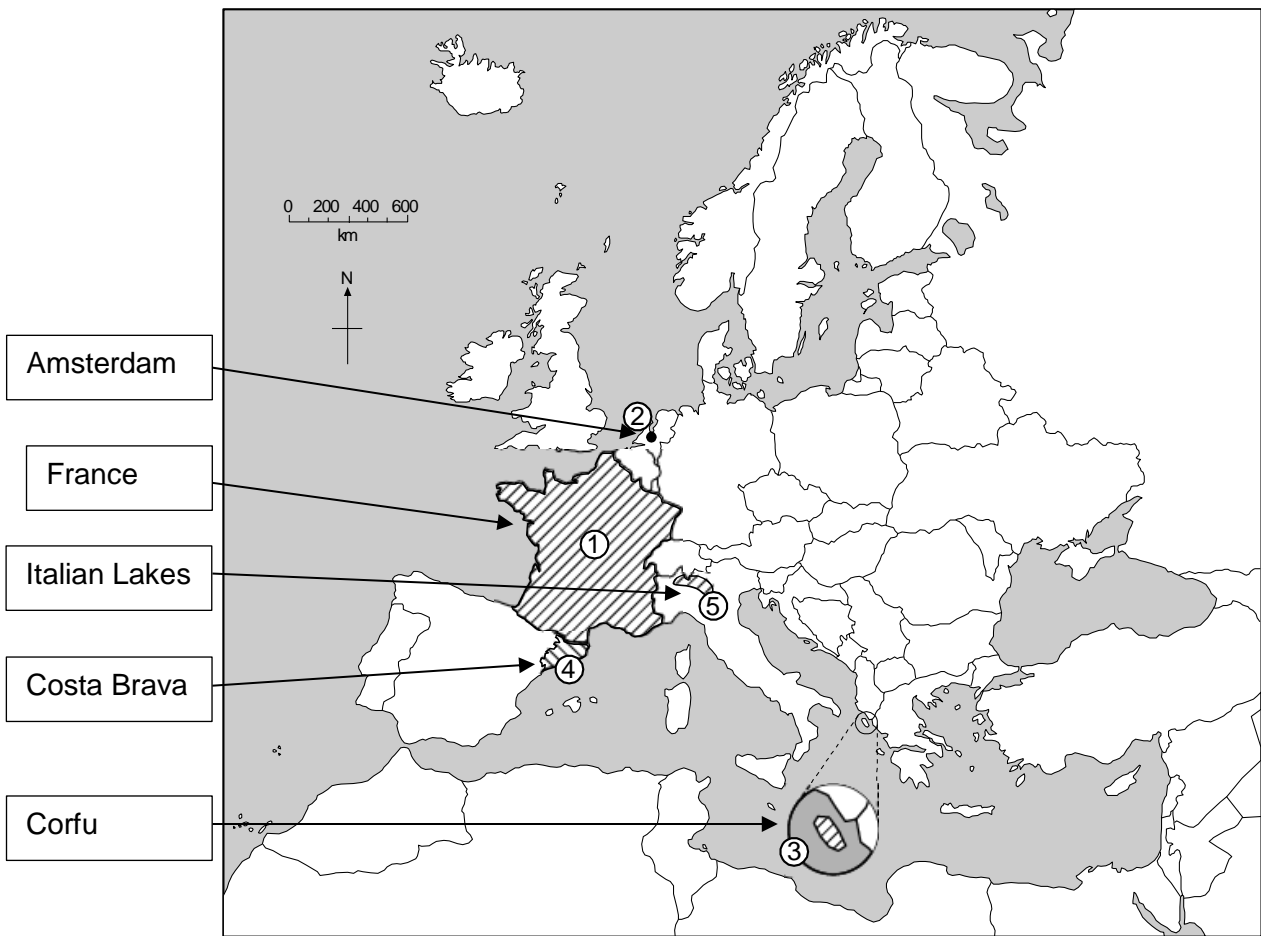 0 200 400 600
km
N
Amsterdam
2
France
1
Italian Lakes
5
Costa Brava
4
Corfu
3